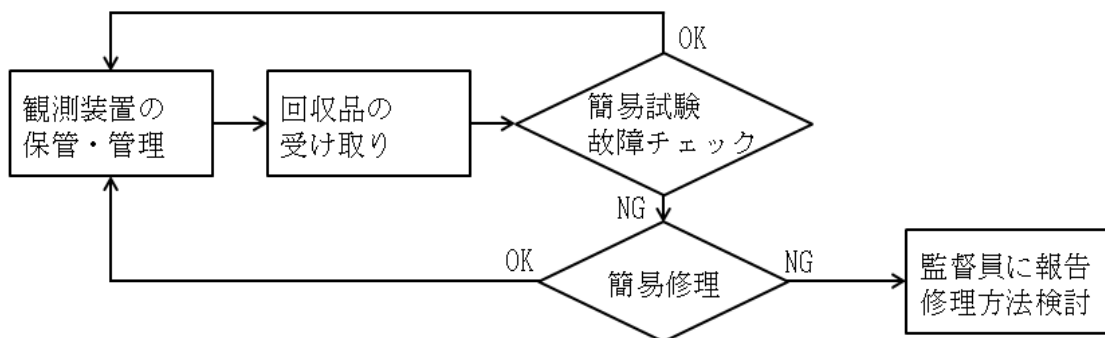 OK
観測装置の
保管・管理
回収品の
受け取り
簡易試験
故障チェック
NG
OK
簡易修理
NG
監督員に報告
修理方法検討